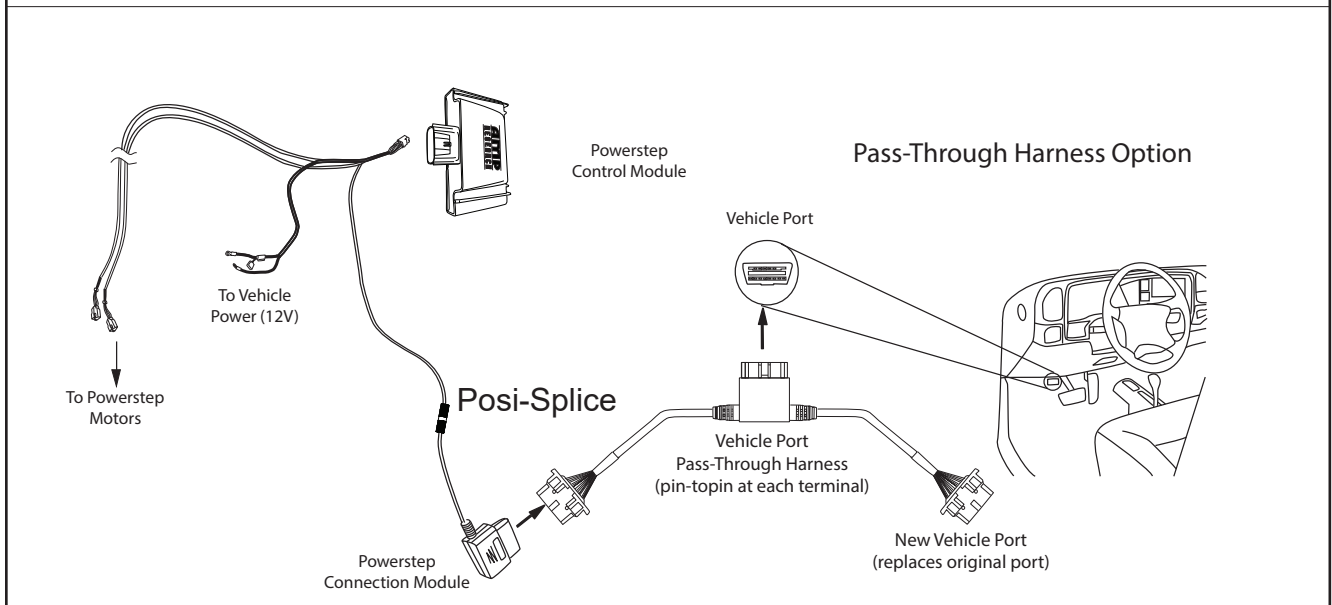 Powerstep
Control Module
Pass-Through Harness Option
Vehicle Port
To Vehicle
Power (12V)
To Powerstep
Motors
Posi-Splice
Vehicle Port
Pass-Through Harness
(pin-topin at each terminal)
New Vehicle Port
(replaces original port)
Powerstep
Connection Module